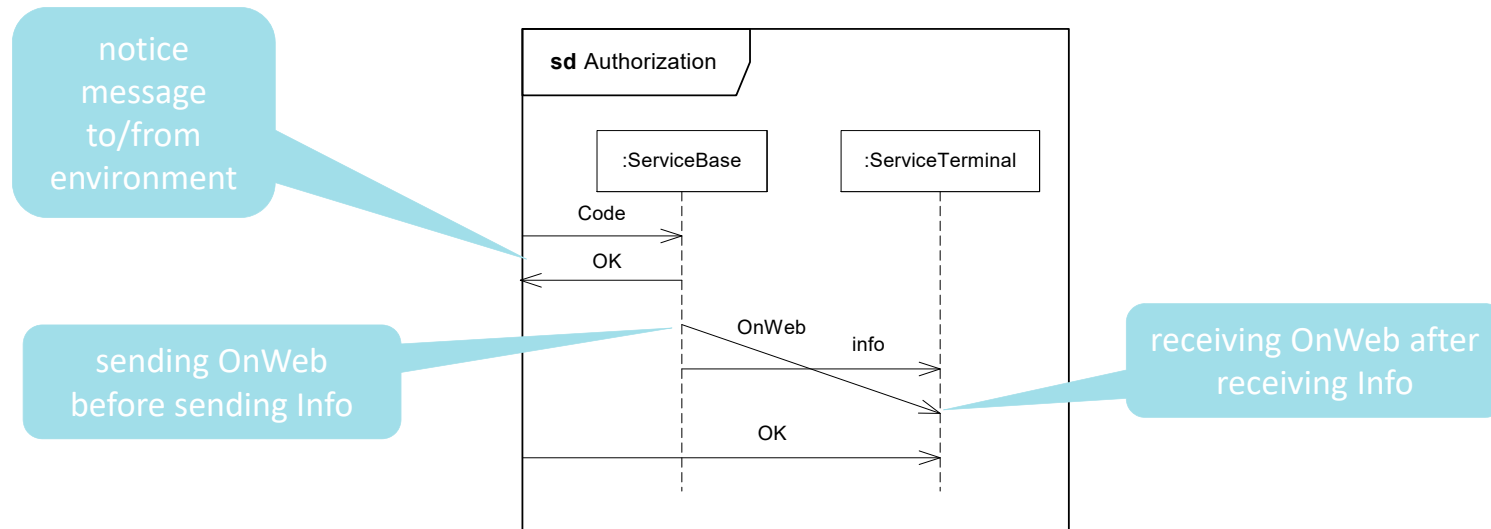 notice
message
to/from
environment
sd Authorization
:ServiceBase
:ServiceTerminal
Code
OK
OnWeb
info
sending OnWeb
before sending Info
receiving OnWeb after
receiving Info
OK